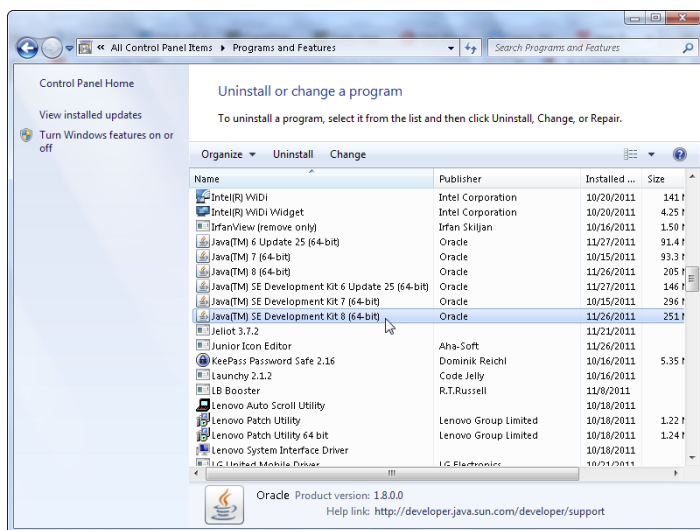 « All Control Panel Items ▸ Programs and Features
Search Programs and Features
Control Panel Home
View installed updates
Turn Windows features on or
off
Uninstall or change a program
To uninstall a program, select it from the list and then click Uninstall, Change, or Repair.
Organize Uninstall Change
Name Publisher Installed ... Size
Intel(R) WiDi Intel Corporation 10/20/2011 141
Intel(R) WiDi Widget Intel Corporation 10/20/2011 4.25
IrfanView (remove only) Irfan Skiljan 10/16/2011 1.50
Java(TM) 6 Update 25 (64-bit) Oracle 11/27/2011 91.4
Java(TM) 7 (64-bit) Oracle 10/15/2011 93.3
Java(TM) 8 (64-bit) Oracle 11/26/2011 205
Java(TM) SE Development Kit 6 Update 25 (64-bit) Oracle 11/27/2011 146
Java(TM) SE Development Kit 7 (64-bit) Oracle 10/15/2011 296
Java(TM) SE Development Kit 8 (64-bit) Oracle 11/26/2011 251
Jeliot 3.7.2 11/21/2011
Junior Icon Editor Aha-Soft 11/26/2011
KeePass Password Safe 2.16 Dominik Reichl 10/16/2011 5.35
Launchy 2.1.2 Code Jelly 10/16/2011
LB Booster R.T.Russell 11/8/2011
Lenovo Auto Scroll Utility 10/18/2011
Lenovo Patch Utility Lenovo Group Limited 10/18/2011 1.22
Lenovo Patch Utility 64 bit Lenovo Group Limited 10/18/2011 1.24
Lenovo System Interface Driver 10/18/2011
LG United Mobile Driver LG Electronics 10/21/2011
Oracle Product version: 1.8.0.0
Help link: http://developer.java.sun.com/developer/support